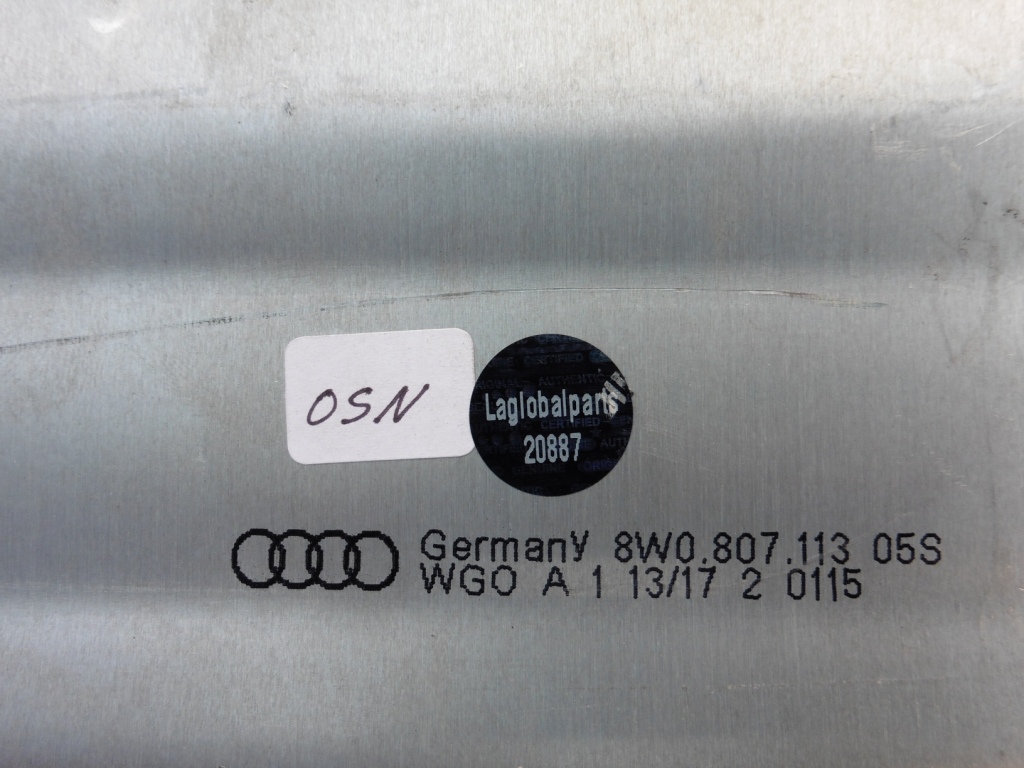 OSN
Laglobalparts
20887
Germany 8W0.807.113 05S
WGO A 1 13/17 2 0115